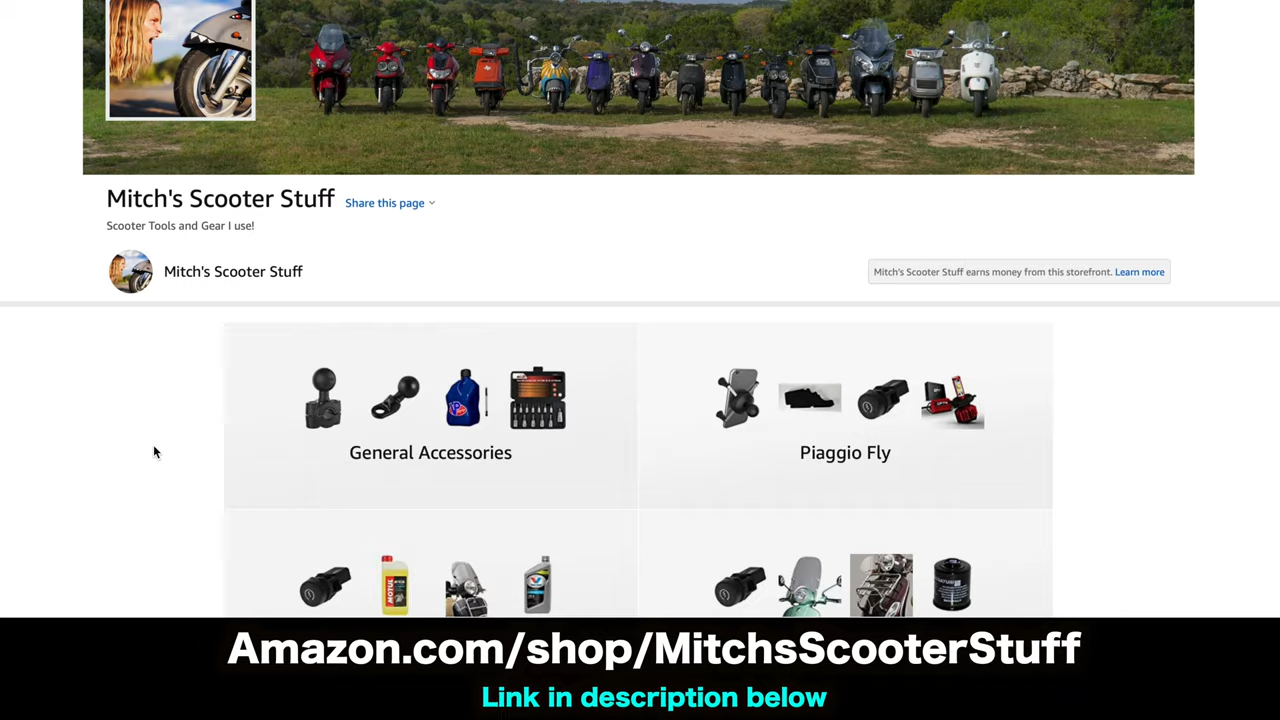 Mitch's Scooter Stuff Share this page
Scooter Tools and Gear I use!
Mitch's Scooter Stuff
Mitch's Scooter Stuff earns money from this storefront. Learn more
General Accessories
Piaggio Fly
Amazon.com/shop/MitchsScooterStuff
Link in description below